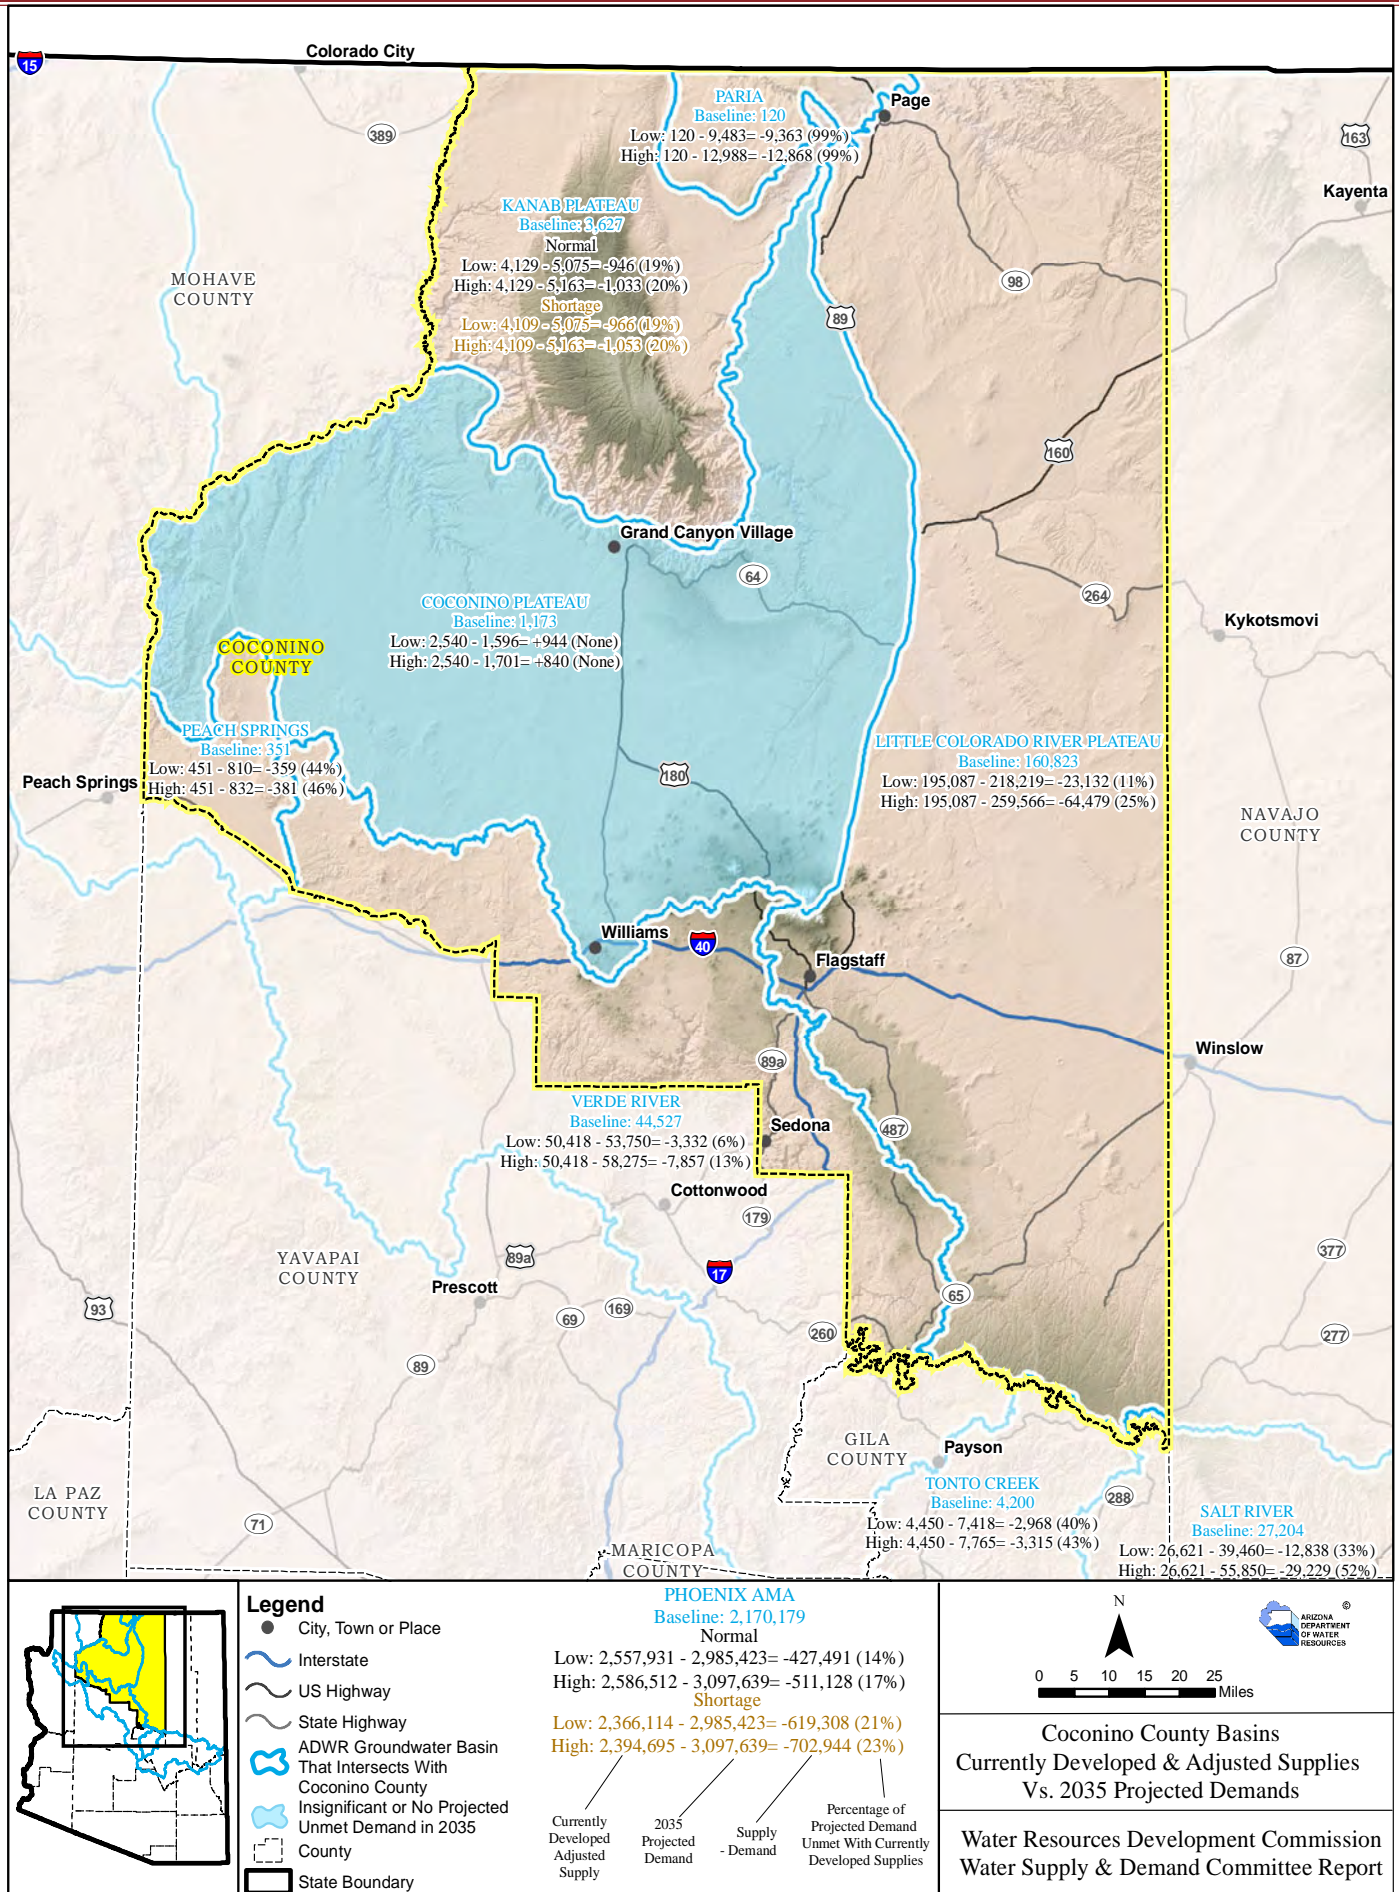 15
Colorado City
389
PARIA
Baseline: 120
Low: 120 - 9,483= -9,363 (99%)
High: 120 - 12,988= -12,868 (99%)
Page
163
Kayenta
KANAB PLATEAU
Baseline: 3,627
Normal
Low: 4,129 - 5,075= -946 (19%)
High: 4,129 - 5,163= -1,033 (20%)
Shortage
Low: 4,109 - 5,075= -966 (19%)
High: 4,109 - 5,163= -1,053 (20%)
MOHAVE
COUNTY
98
89
160
Grand Canyon Village
64
264
COCONINO PLATEAU
Baseline: 1,173
Low: 2,540 - 1,596= +944 (None)
High: 2,540 - 1,701= +840 (None)
Kykotsmovi
COCONINO
COUNTY
PEACH SPRINGS
Baseline: 351
Low: 451 - 810= -359 (44%)
High: 451 - 832= -381 (46%)
Peach Springs
180
LITTLE COLORADO RIVER PLATEAU
Baseline: 160,823
Low: 195,087 - 218,219= -23,132 (11%)
High: 195,087 - 259,566= -64,479 (25%)
NAVAJO
COUNTY
Williams
40
Flagstaff
87
Winslow
89a
VERDE RIVER
Baseline: 44,527
Low: 50,418 - 53,750= -3,332 (6%)
High: 50,418 - 58,275= -7,857 (13%)
Sedona
487
Cottonwood
179
YAVAPAI
COUNTY
89a
17
377
Prescott
93
69
169
65
260
277
89
GILA
COUNTY
Payson
LA PAZ
COUNTY
TONTO CREEK
Baseline: 4,200
Low: 4,450 - 7,418= -2,968 (40%)
High: 4,450 - 7,765= -3,315 (43%)
288
71
SALT RIVER
Baseline: 27,204
Low: 26,621 - 39,460= -12,838 (33%)
High: 26,621 - 55,850= -29,229 (52%)
MARICOPA
COUNTY
Legend
City, Town or Place
Interstate
US Highway
State Highway
ADWR Groundwater Basin
That Intersects With
Coconino County
Insignificant or No Projected
Unmet Demand in 2035
County
State Boundary
PHOENIX AMA
Baseline: 2,170,179
Normal
Low: 2,557,931 - 2,985,423= -427,491 (14%)
High: 2,586,512 - 3,097,639= -511,128 (17%)
Shortage
Low: 2,366,114 - 2,985,423= -619,308 (21%)
High: 2,394,695 - 3,097,639= -702,944 (23%)
Currently
Developed
Adjusted
Supply
2035
Projected
Demand
Supply
- Demand
Percentage of
Projected Demand
Unmet With Currently
Developed Supplies
N
©
ARIZONA
DEPARTMENT
OF WATER
RESOURCES
0 5 10 15 20 25
Miles
Coconino County Basins
Currently Developed & Adjusted Supplies
Vs. 2035 Projected Demands
Water Resources Development Commission
Water Supply & Demand Committee Report